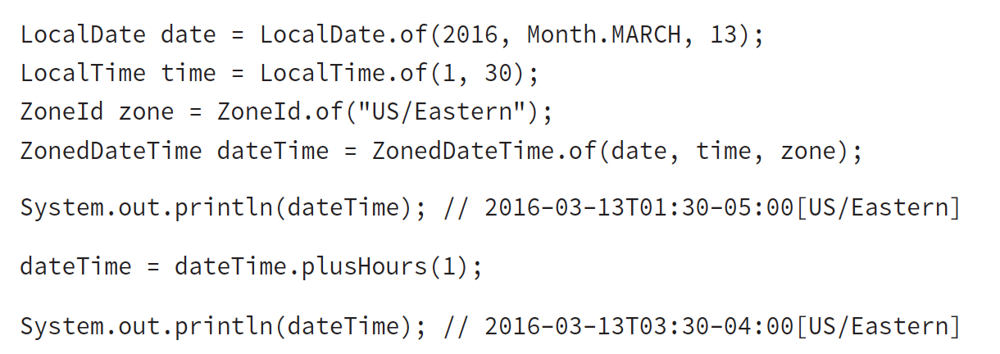 LocalDate date = LocalDate.of(2016, Month.MARCH, 13);
LocalTime time = LocalTime.of(1, 30);
ZoneId zone = ZoneId.of("US/Eastern");
ZonedDateTime dateTime = ZonedDateTime.of(date, time, zone);
System.out.println(dateTime); // 2016–03–13T01:30–05:00[US/Eastern]
dateTime = dateTime.plusHours(1);
System.out.println(dateTime); // 2016–03–13T03:30–04:00[US/Eastern]